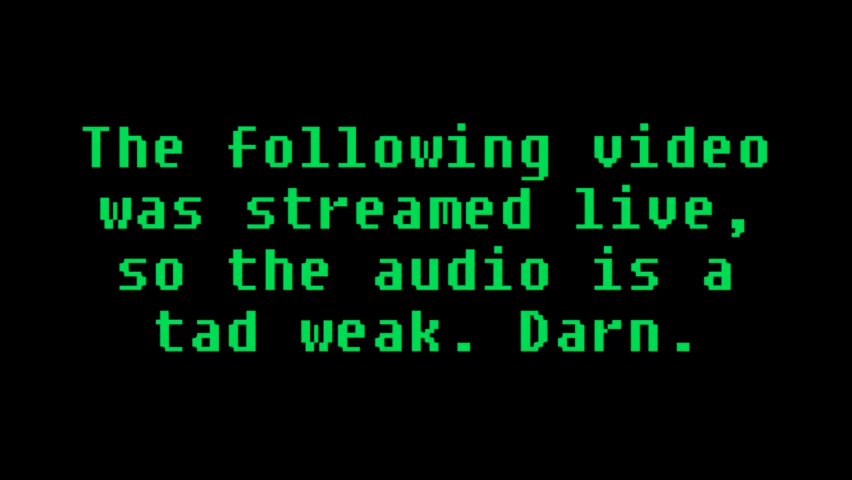 The following video
was streamed live,
so the audio is a
tad weak. Darn.